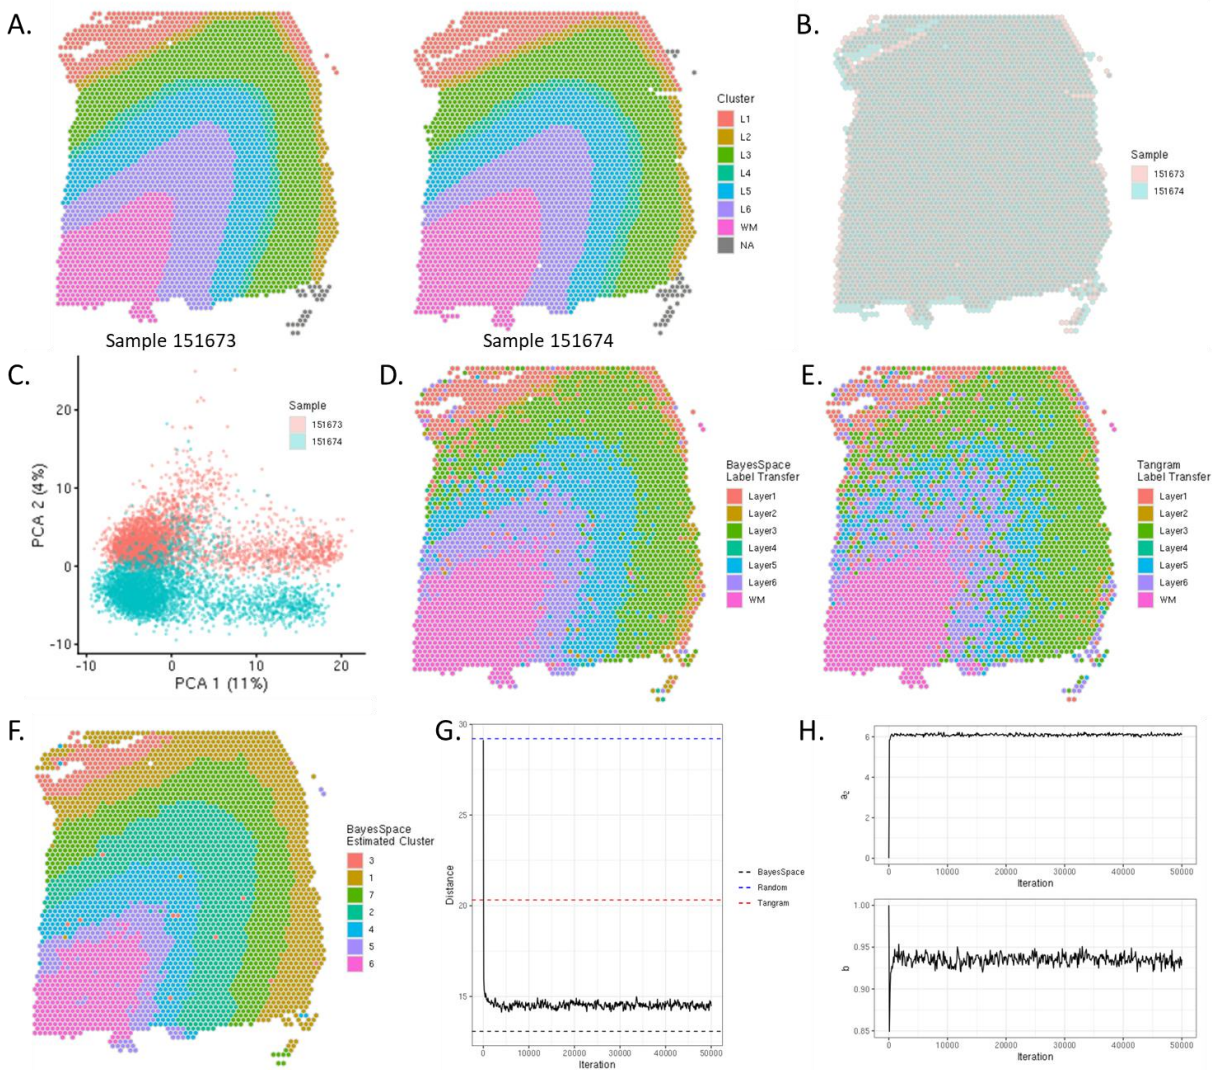 A.
B.
Cluster
L1
L2
L3
L4
L5
L6
WM
NA
Sample
151673
151674
Sample 151673
Sample 151674
C.
D.
E.
20
10
0
-10
PCA 2 (4%)
-10
0
10
20
PCA 1 (11%)
Sample
151673
151674
BayesSpace
Label Transfer
Layer1
Layer2
Layer3
Layer4
Layer5
Layer6
WM
Tangram
Label Transfer
Layer1
Layer2
Layer3
Layer4
Layer5
Layer6
WM
F.
G.
H.
BayesSpace
Estimated Cluster
3
1
7
2
4
5
6
30
25
20
15
Distance
0
10000
20000
30000
40000
50000
Iteration
BayesSpace
Random
Tangram
6
4
2
0
a2
0
10000
20000
30000
40000
50000
Iteration
1.00
0.95
0.90
0.85
b
0
10000
20000
30000
40000
50000
Iteration